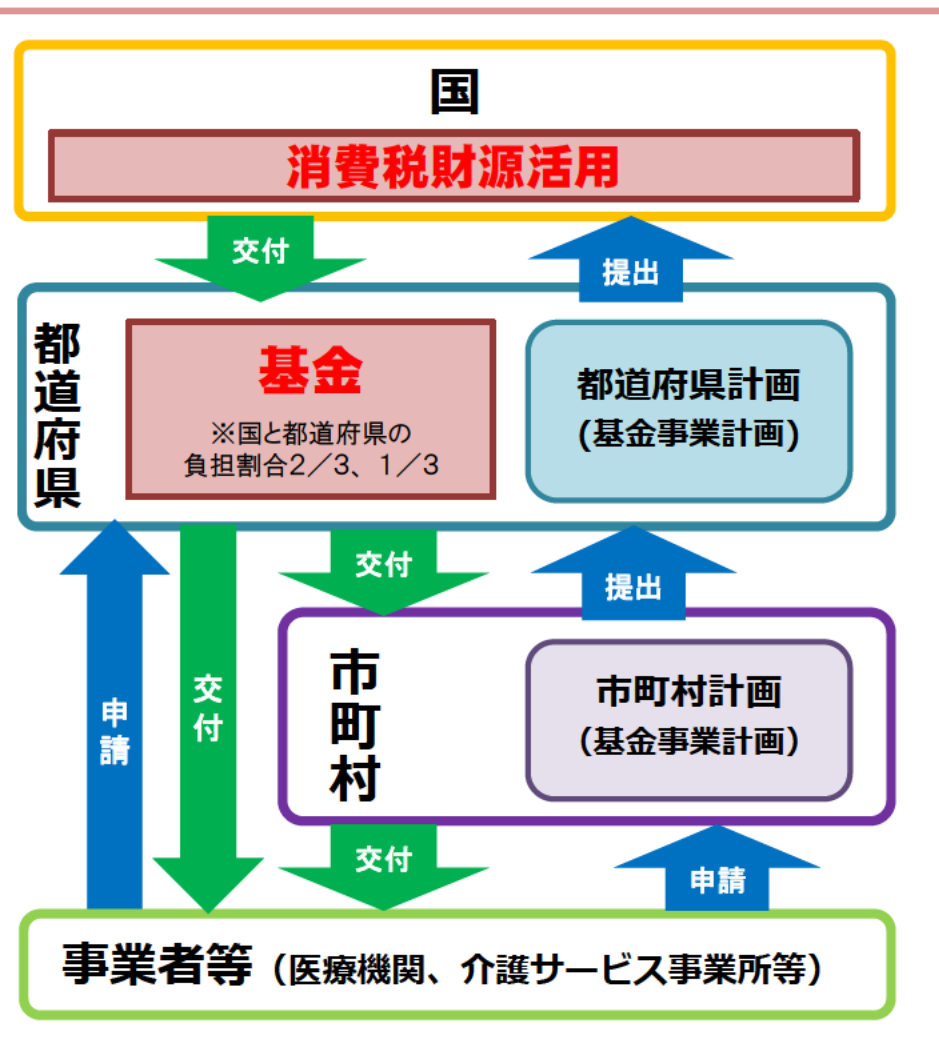 国
消費税財源活用
交付
提出
都道府県
基金
※国と都道府県の
負担割合2／3、1／3
都道府県計画
(基金事業計画)
交付
提出
申請
交付
市町村
市町村計画
(基金事業計画)
交付
申請
事業者等（医療機関、介護サービス事業所等）